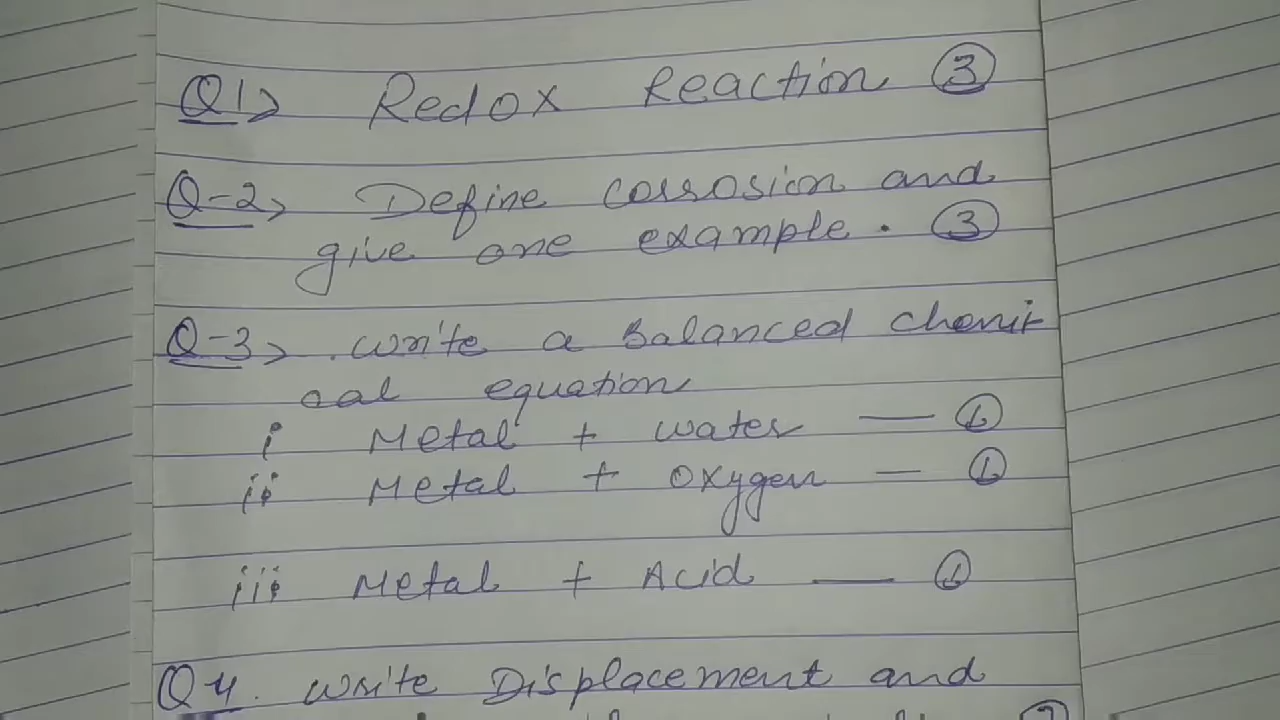 Q1> Redox Reaction ③
Q-2> Define corrosion and
give one example. ③
Q-3> .write a Balanced chemi
cal equation
i Metal + water — ①
ii Metal + oxygen — ①
iii Metal + Acid — ①
Q4. write Displacement and